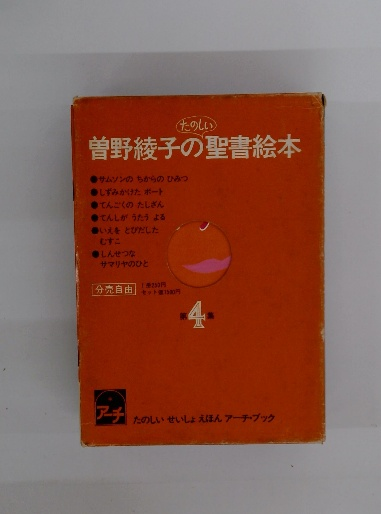 たのしい
曽野綾子の聖書絵本
●サムソンの ちからの ひみつ
●しずみかけた ボート
●てんごくの たしざん
●てんしが うたう よる
●いえを とびだした
むすこ
●しんせつな
サマリヤのひと
分売自由
第4集
アーチ
たのしい せいしょ えほん アーチ・ブック